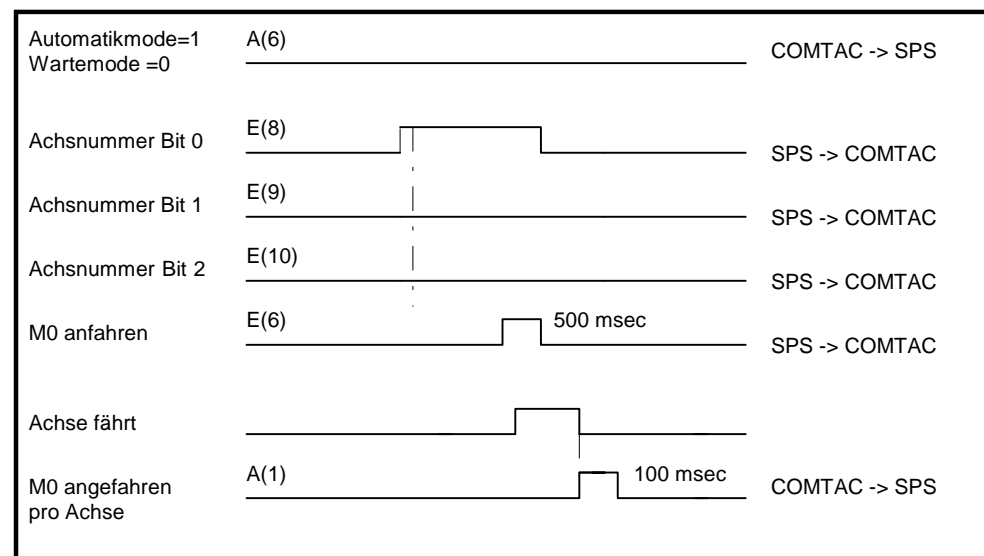 Automatikmode=1 A(6)
Wartemode =0 COMTAC -> SPS
Achsnummer Bit 0 E(8) SPS -> COMTAC
Achsnummer Bit 1 E(9) SPS -> COMTAC
Achsnummer Bit 2 E(10) SPS -> COMTAC
M0 anfahren E(6) 500 msec SPS -> COMTAC
Achse fährt
M0 angefahren A(1) 100 msec COMTAC -> SPS
pro Achse